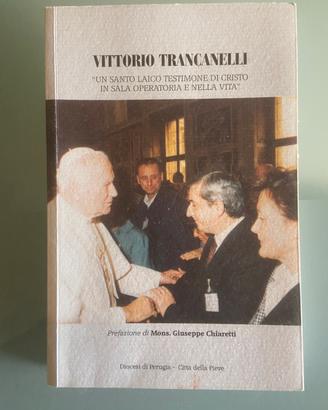 VITTORIO TRANCANELLI
"UN SANTO LAICO TESTIMONE DI CRISTO
IN SALA OPERATORIA E NELLA VITA"
Prefazione di Mons. Giuseppe Chiaretti
Diocesi di Perugia - Città della Pieve